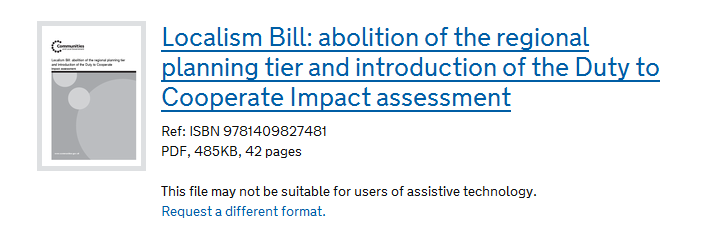 Communities
Localism Bill: abolition of the regional planning tier
and introduction of the Duty to Cooperate
Impact assessment
Localism Bill: abolition of the regional
planning tier and introduction of the Duty to
Cooperate Impact assessment
Ref: ISBN 9781409827481
PDF, 485KB, 42 pages
This file may not be suitable for users of assistive technology.
Request a different format.